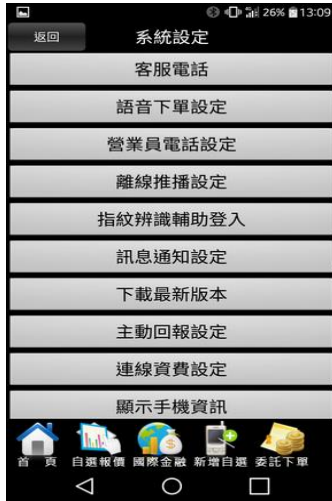 26% 13:09
返回 系統設定
客服電話
語音下單設定
營業員電話設定
離線推播設定
指紋辨識輔助登入
訊息通知設定
下載最新版本
主動回報設定
連線資費設定
顯示手機資訊
首頁 自選報價 國際金融 新增自選 委託下單